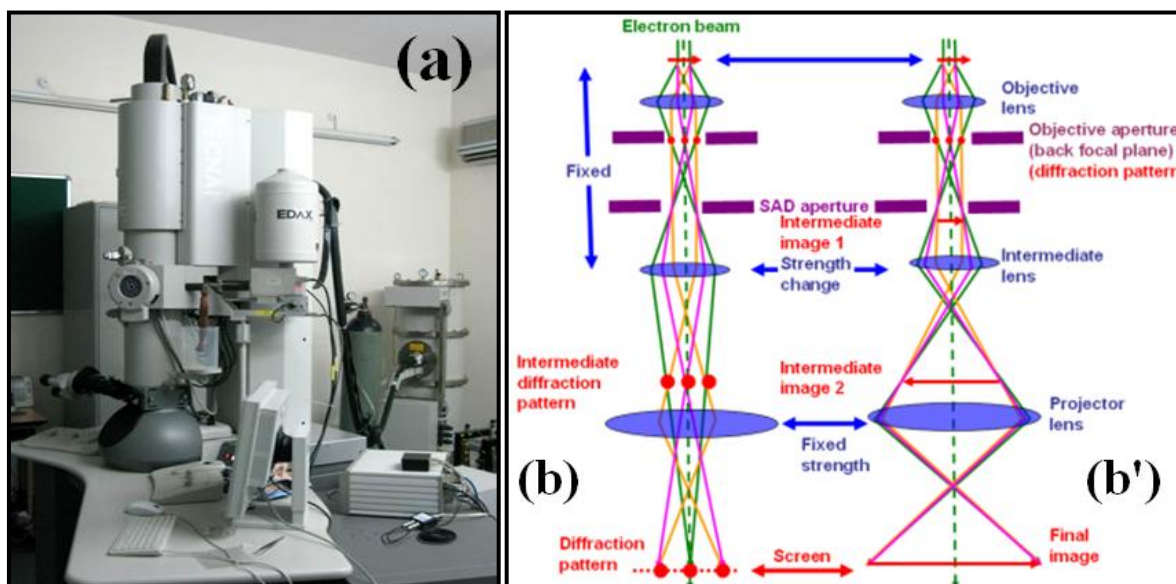 (a)
TECNAI
EDAX
Electron beam
Objective
lens
Objective aperture
(back focal plane)
(diffraction pattern)
Fixed
SAD aperture
Intermediate
image 1
Strength
change
Intermediate
lens
Intermediate
diffraction
pattern
Intermediate
image 2
Projector
lens
Fixed
strength
(b)
(b')
Diffraction
pattern
Screen
Final
image